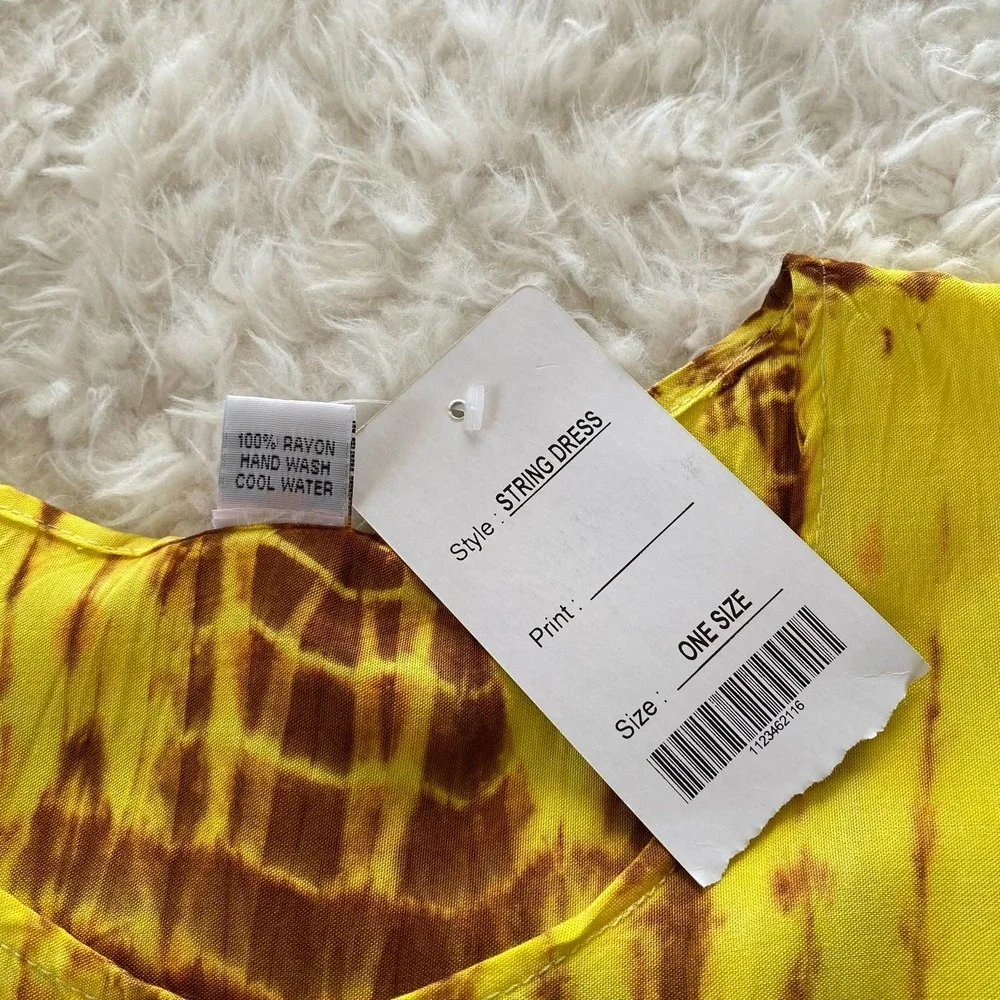 100% RAYON
HAND WASH
COOL WATER
Style : STRING DRESS
Print :
Size : ONE SIZE
1123462116